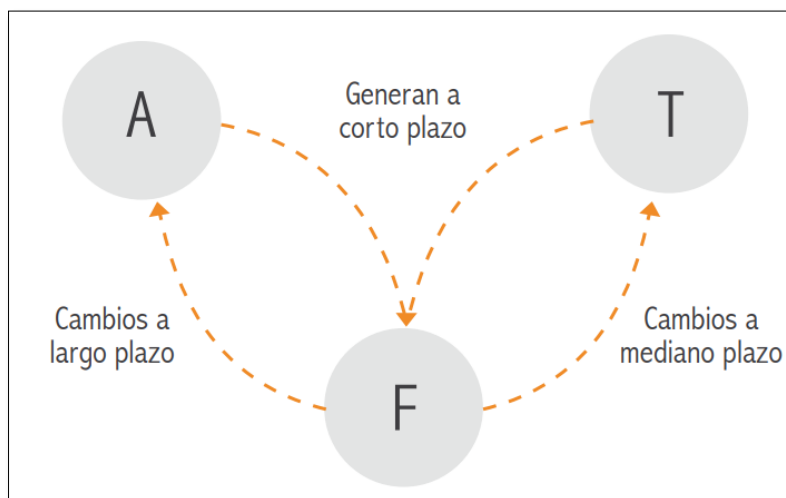 A
Generan a
corto plazo
T
Cambios a
largo plazo
Cambios a
mediano plazo
F